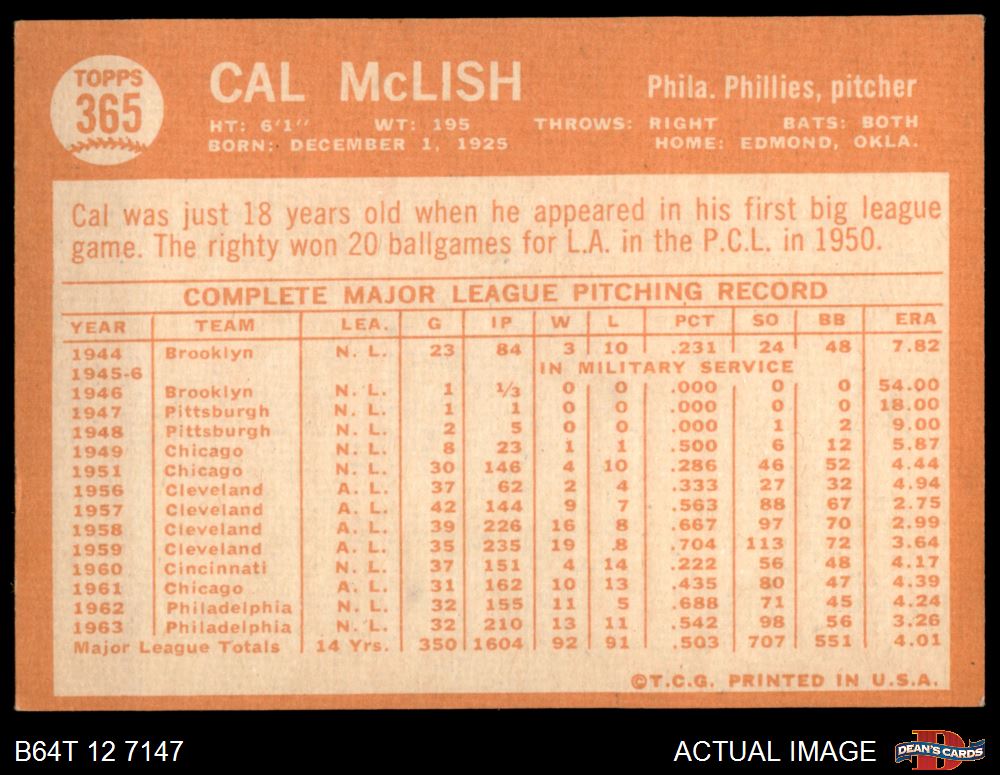 TOPPS
365
CAL McLISH
Phila. Phillies, pitcher
HT: 6'1" WT: 195 THROWS: RIGHT BATS: BOTH
BORN: DECEMBER 1, 1925 HOME: EDMOND, OKLA.
Cal was just 18 years old when he appeared in his first big league
game. The righty won 20 ballgames for L.A. in the P.C.L. in 1950.
COMPLETE MAJOR LEAGUE PITCHING RECORD
YEAR TEAM LEA. G IP W L PCT SO BB ERA
1944 Brooklyn N. L. 23 84 3 10 .231 24 48 7.82
1945-6 IN MILITARY SERVICE
1946 Brooklyn N. L. 1 1/3 0 0 .000 0 0 54.00
1947 Pittsburgh N. L. 1 1 0 0 .000 0 0 18.00
1948 Pittsburgh N. L. 2 5 0 0 .000 1 2 9.00
1949 Chicago N. L. 8 23 1 1 .500 6 12 5.87
1951 Chicago N. L. 30 146 4 10 .286 46 52 4.44
1956 Cleveland A. L. 37 62 2 4 .333 27 32 4.94
1957 Cleveland A. L. 42 144 9 7 .563 88 67 2.75
1958 Cleveland A. L. 39 226 16 8 .667 97 70 2.99
1959 Cleveland A. L. 35 235 19 8 .704 113 72 3.64
1960 Cincinnati N. L. 37 151 4 14 .222 56 48 4.17
1961 Chicago A. L. 31 162 10 13 .435 80 47 4.39
1962 Philadelphia N. L. 32 155 11 5 .688 71 45 4.24
1963 Philadelphia N. L. 32 210 13 11 .542 98 56 3.26
Major League Totals 14 Yrs. 350 1604 92 91 .503 707 551 4.01
©T.C.G. PRINTED IN U.S.A.
B64T 12 7147
ACTUAL IMAGE
DEAN'S CARDS